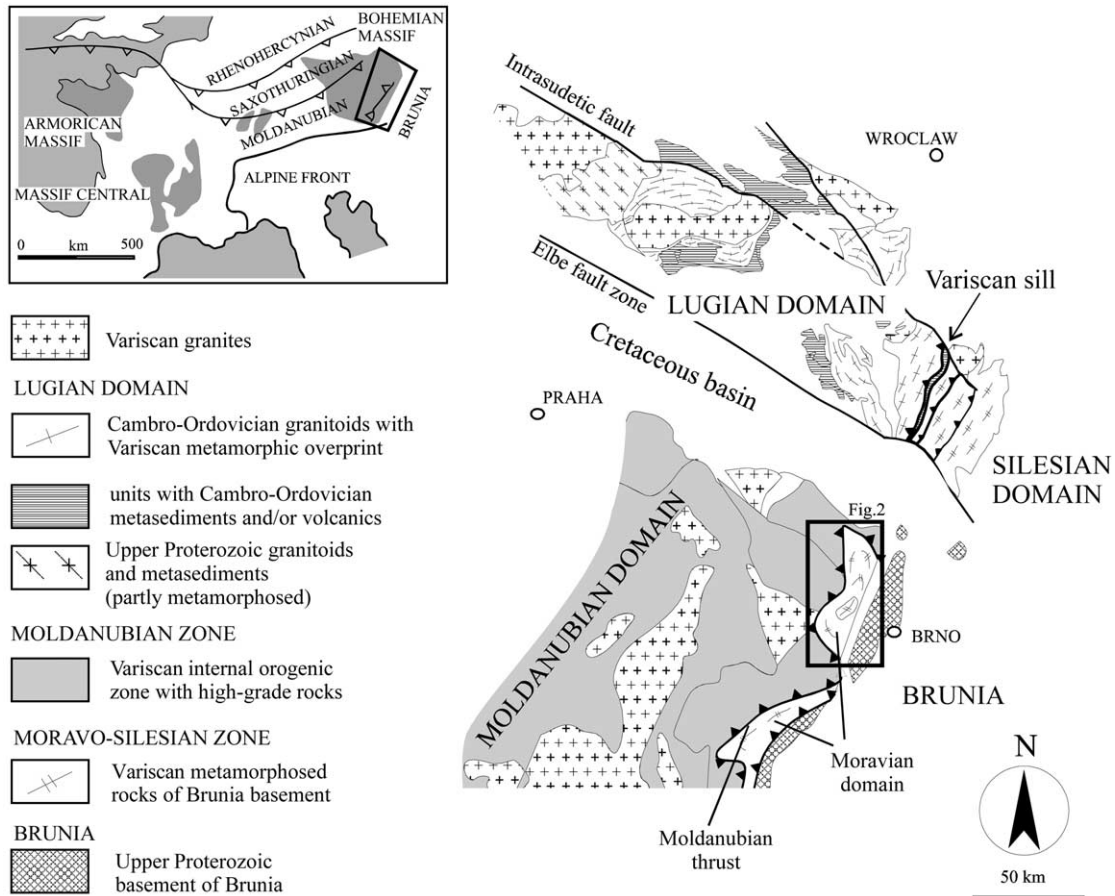 BOHEMIAN
MASSIF
RHENOHERCYNIAN
SAXOTHURINGIAN
MOLDANUBIAN
BRUNIA
ARMORICAN
MASSIF
MASSIF CENTRAL
ALPINE FRONT
0 km 500
Variscan granites
LUGIAN DOMAIN
Cambro-Ordovician granitoids with
Variscan metamorphic overprint
units with Cambro-Ordovician
metasediments and/or volcanics
Upper Proterozoic granitoids
and metasediments
(partly metamorphosed)
MOLDANUBIAN ZONE
Variscan internal orogenic
zone with high-grade rocks
MORAVO-SILESIAN ZONE
Variscan metamorphosed
rocks of Brunia basement
BRUNIA
Upper Proterozoic
basement of Brunia
Intrasudetic fault
WROCLAW
Elbe fault zone
LUGIAN DOMAIN
Variscan sill
Cretaceous basin
PRAHA
SILESIAN
DOMAIN
Fig.2
MOLDANUBIAN DOMAIN
BRNO
BRUNIA
Moravian
domain
Moldanubian
thrust
N
50 km